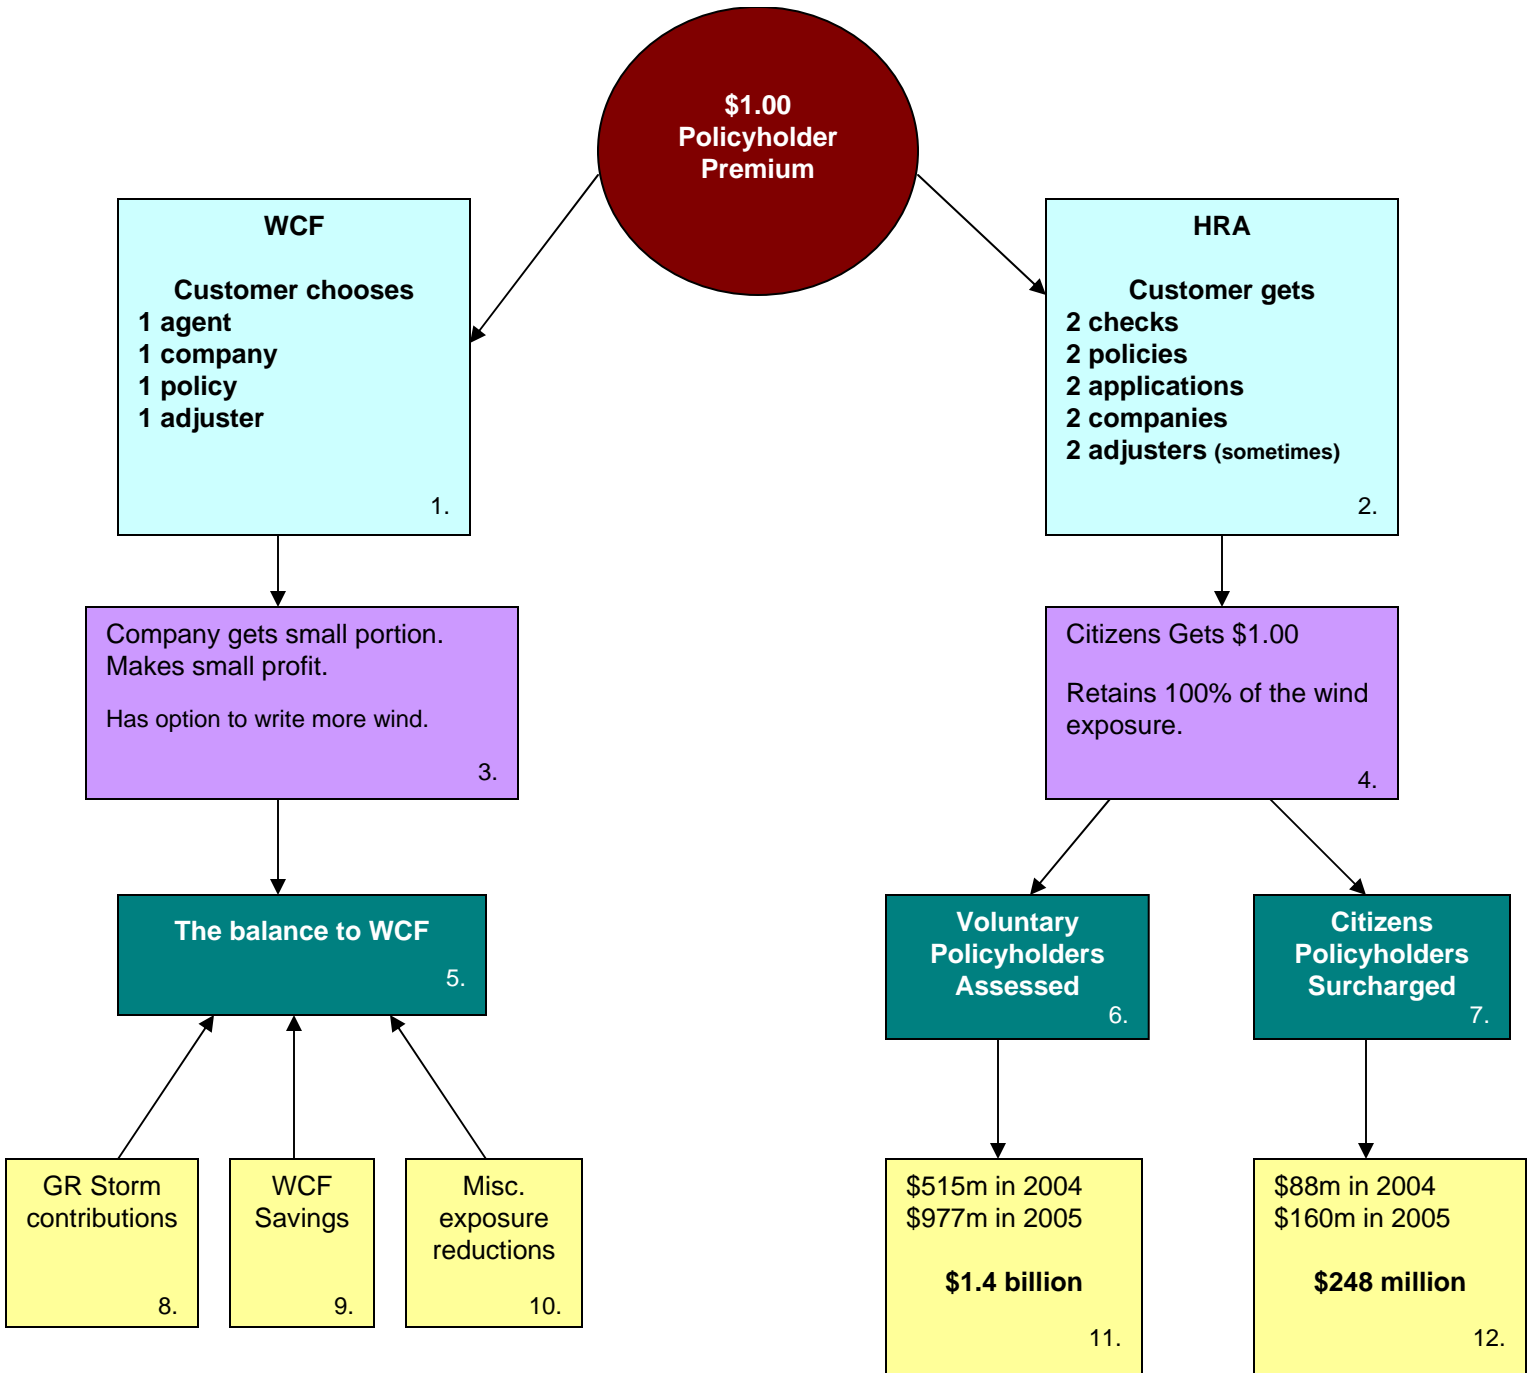 $1.00
Policyholder
Premium
WCF
Customer chooses
1 agent
1 company
1 policy
1 adjuster
1.
HRA
Customer gets
2 checks
2 policies
2 applications
2 companies
2 adjusters (sometimes)
2.
Company gets small portion.
Makes small profit.
Has option to write more wind.
3.
Citizens Gets $1.00
Retains 100% of the wind
exposure.
4.
The balance to WCF
5.
Voluntary
Policyholders
Assessed
6.
Citizens
Policyholders
Surcharged
7.
GR Storm
contributions
8.
WCF
Savings
9.
Misc.
exposure
reductions
10.
$515m in 2004
$977m in 2005
$1.4 billion
11.
$88m in 2004
$160m in 2005
$248 million
12.